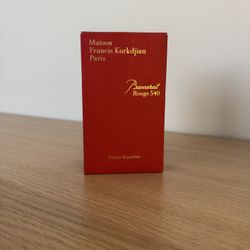 Maison
Francis Kurkdjian
Paris
Baccarat
Rouge 540
Extrait de parfum